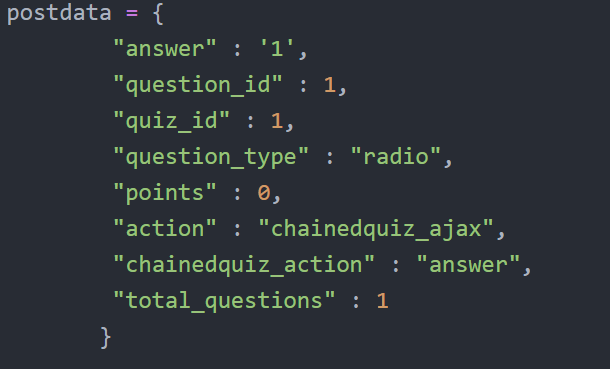 postdata = {
"answer" : '1',
"question_id" : 1,
"quiz_id" : 1,
"question_type" : "radio",
"points" : 0,
"action" : "chainedquiz_ajax",
"chainedquiz_action" : "answer",
"total_questions" : 1
}